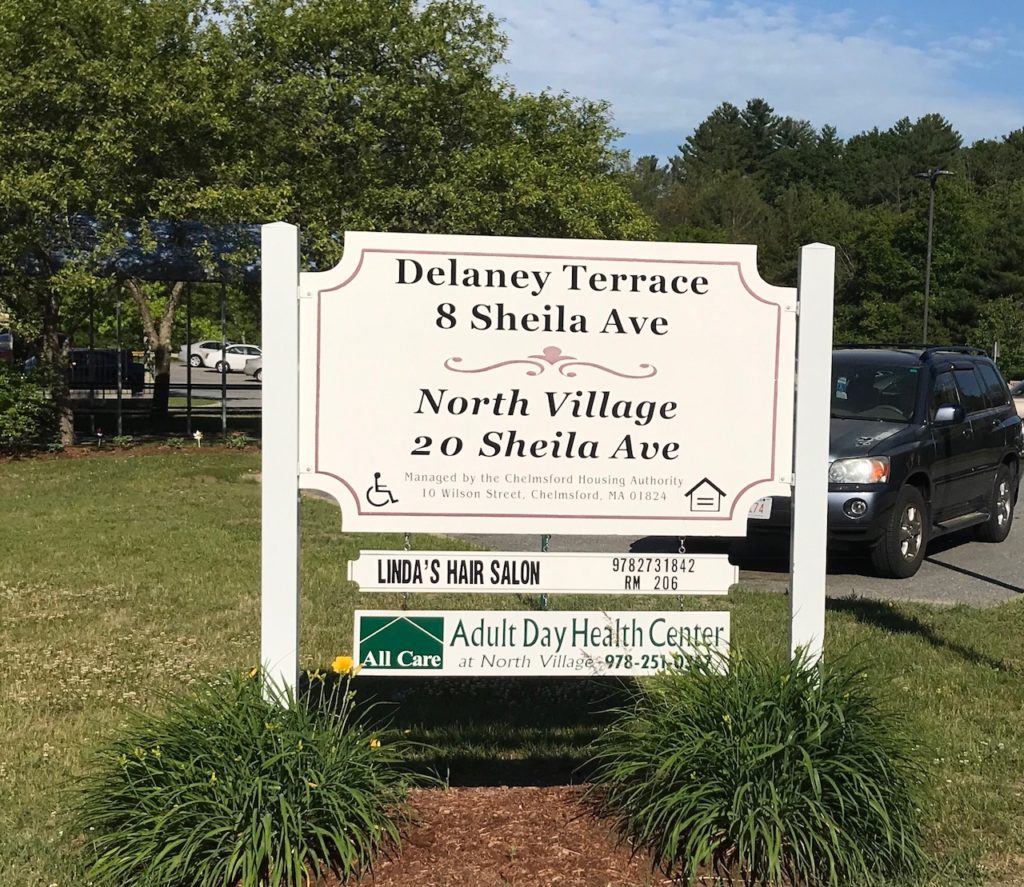 Delaney Terrace
8 Sheila Ave
North Village
20 Sheila Ave
Managed by the Chelmsford Housing Authority
10 Wilson Street, Chelmsford, MA 01824
LINDA'S HAIR SALON
9782731842
RM 206
All Care
Adult Day Health Center
at North Village